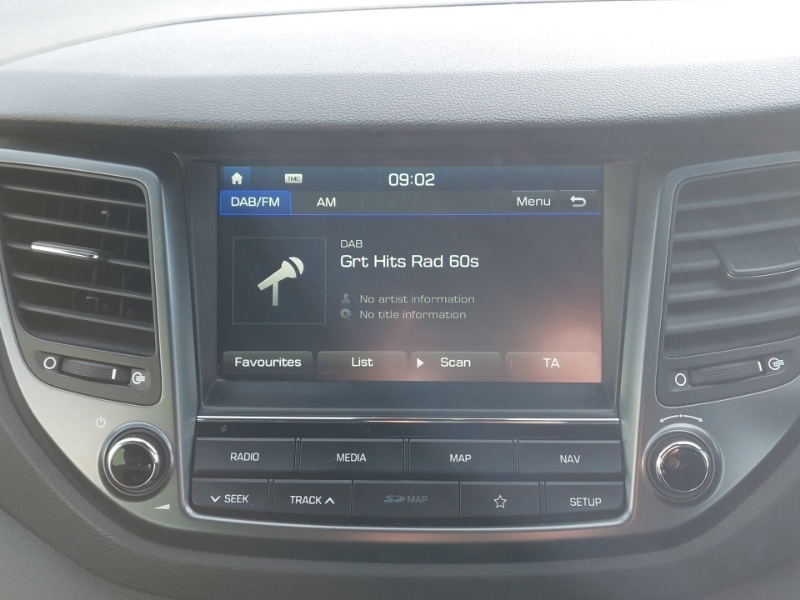 TMC 09:02
DAB/FM AM Menu
DAB
Grt Hits Rad 60s
No artist information
No title information
Favourites List Scan TA
RADIO MEDIA MAP NAV
SEEK TRACK SD MAP SETUP